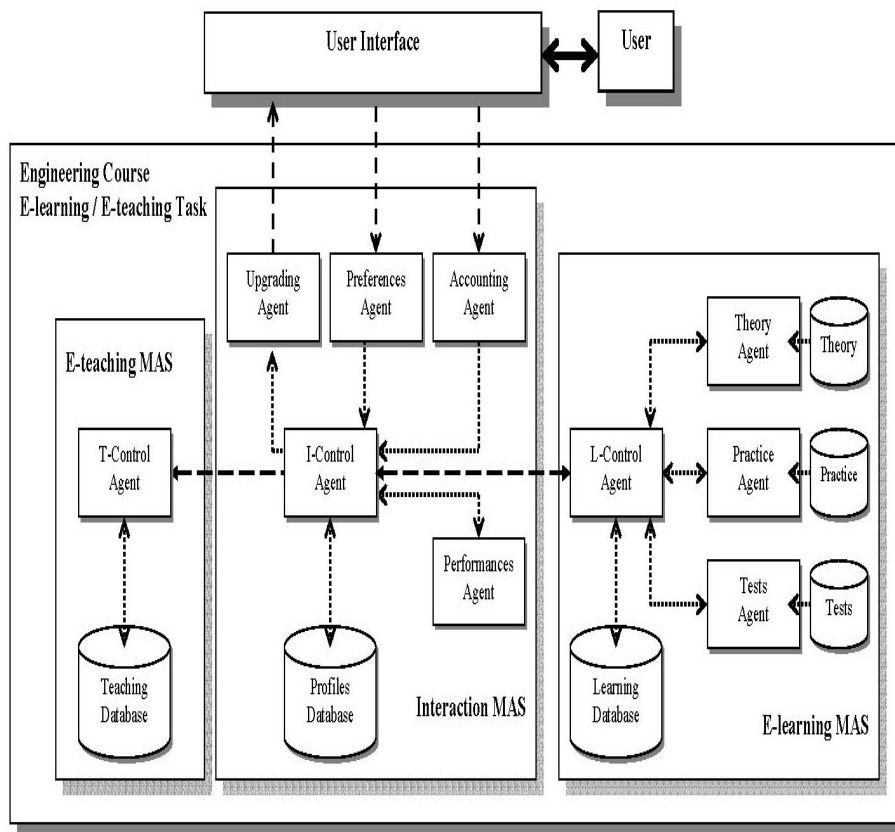 User Interface
User
Engineering Course
E-learning / E-teaching Task
Upgrading
Agent
Preferences
Agent
Accounting
Agent
E-teaching MAS
T-Control
Agent
I-Control
Agent
L-Control
Agent
Theory
Agent
Theory
Practice
Agent
Practice
Performances
Agent
Tests
Agent
Tests
Teaching
Database
Profiles
Database
Interaction MAS
Learning
Database
E-learning MAS